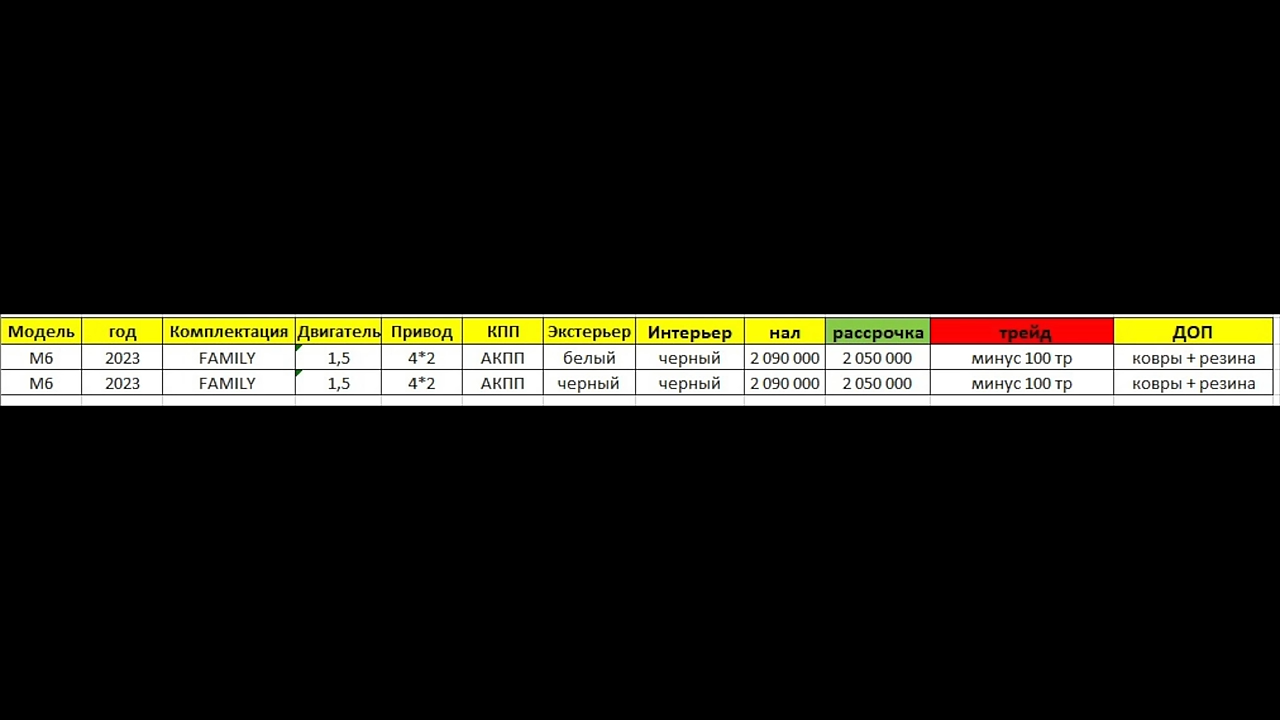 Модель год Комплектация Двигатель Привод КПП Экстерьер Интерьер нал рассрочка трейд ДОП
M6 2023 FAMILY 1,5 4*2 АКПП белый черный 2 090 000 2 050 000 минус 100 тр ковры + резина
M6 2023 FAMILY 1,5 4*2 АКПП черный черный 2 090 000 2 050 000 минус 100 тр ковры + резина